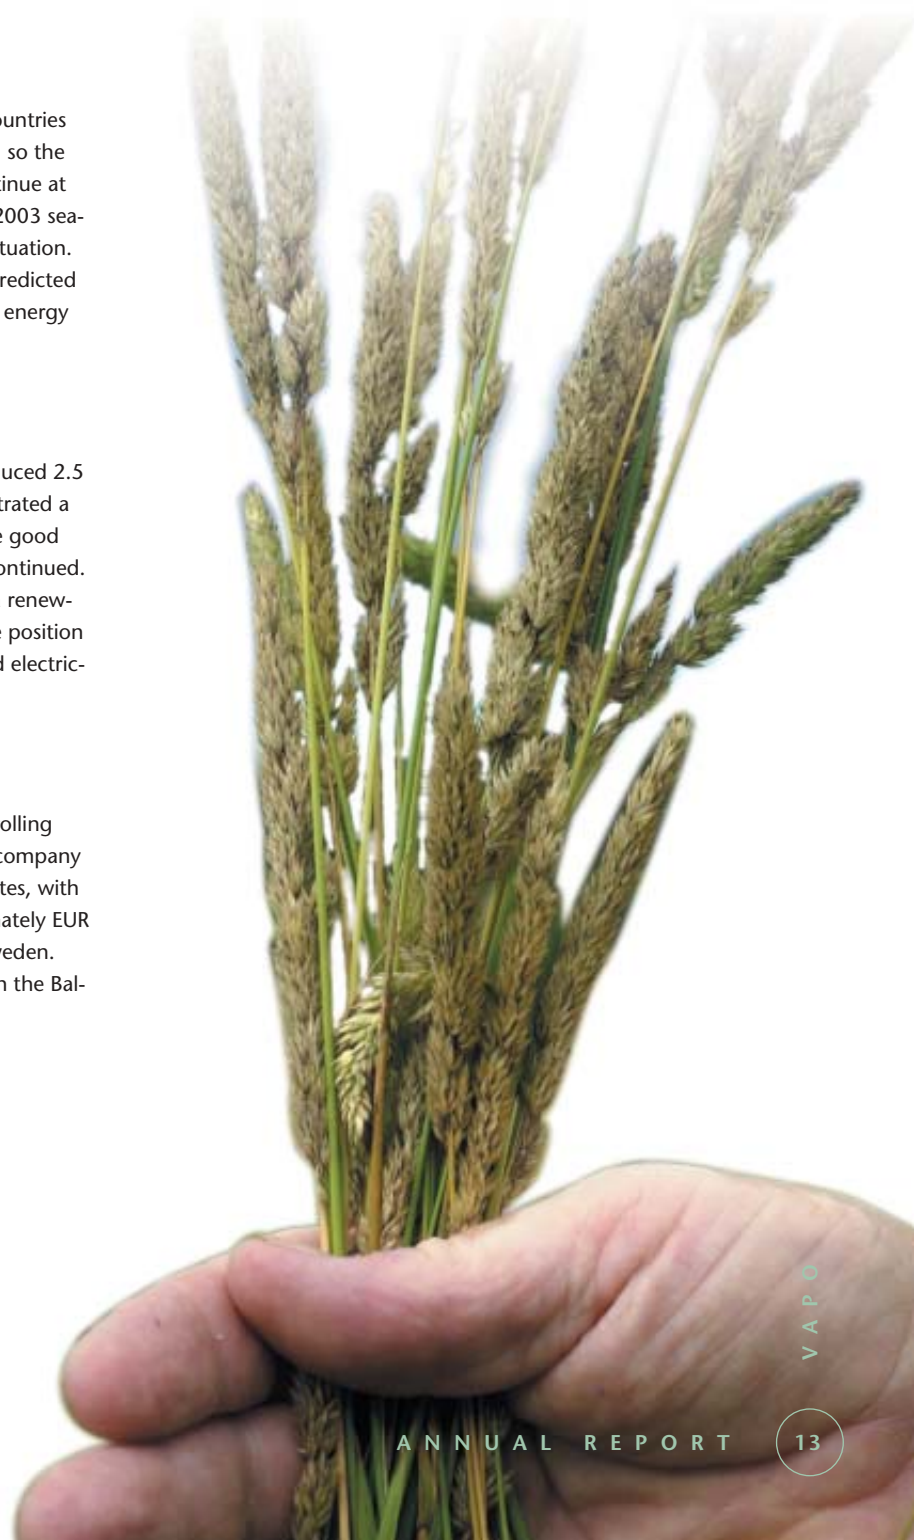 ountries
so the
tinue at
2003 sea-
tuation.
redicted
energy
uced 2.5
trated a
e good
ontinued.
renew-
e position
d electric-
olling
company
tes, with
ately EUR
weden.
n the Bal-
VAPO
ANNUAL REPORT 13